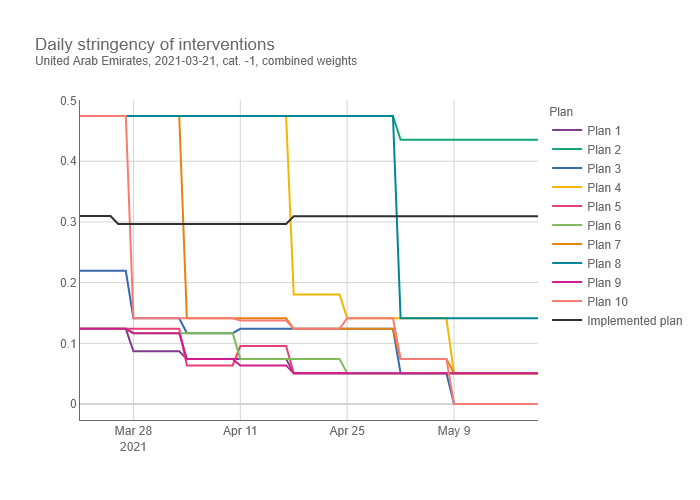 Daily stringency of interventions
United Arab Emirates, 2021-03-21, cat. -1, combined weights
0.5
0.4
0.3
0.2
0.1
0
Mar 28
2021
Apr 11
Apr 25
May 9
Plan
Plan 1
Plan 2
Plan 3
Plan 4
Plan 5
Plan 6
Plan 7
Plan 8
Plan 9
Plan 10
Implemented plan